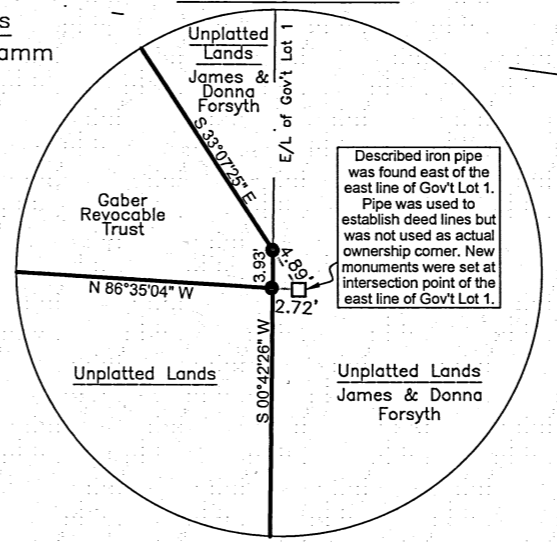 s
amm
Unplatted
Lands
James &
Donna
Forsyth
E/L of Gov't Lot 1
S 33°07'25" E
Gaber
Revocable
Trust
Described iron pipe
was found east of the
east line of Gov't Lot 1.
Pipe was used to
establish deed lines but
was not used as actual
ownership corner. New
monuments were set at
intersection point of the
east line of Gov't Lot 1.
3.93'
4.89'
2.72'
N 86°35'04" W
S 00°42'26" W
Unplatted Lands
Unplatted Lands
James & Donna
Forsyth